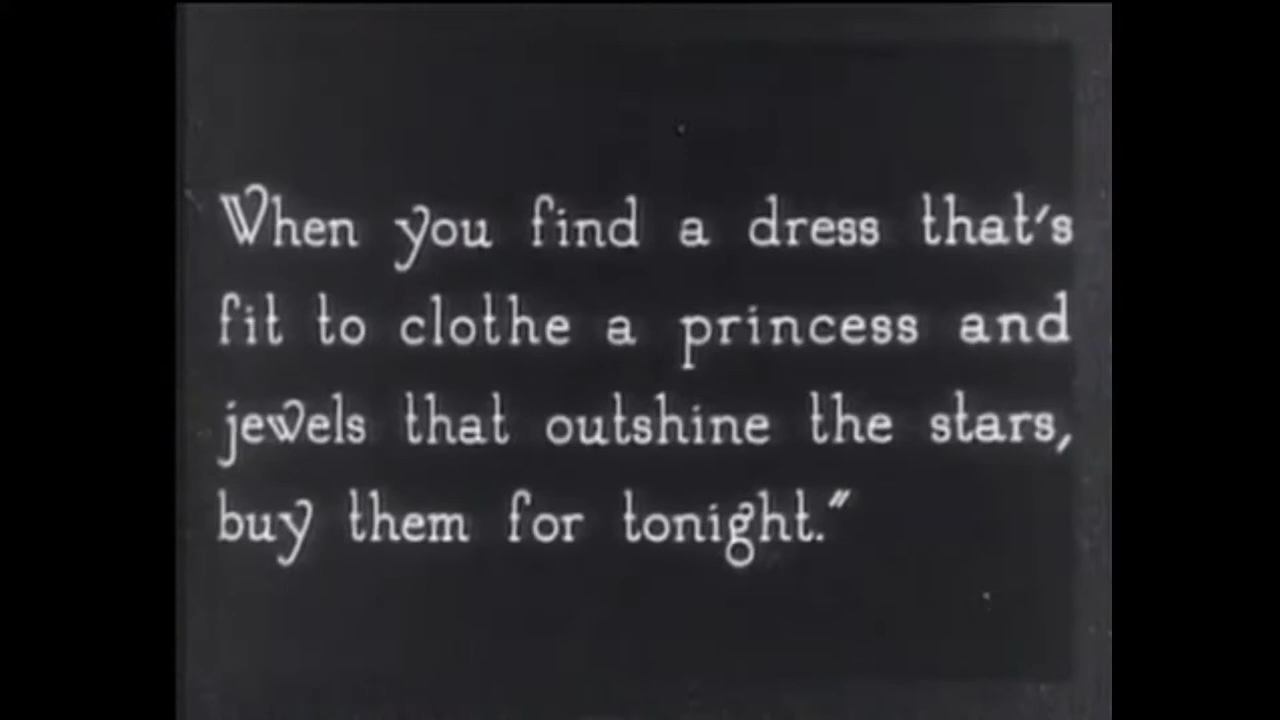 When you find a dress that's
fit to clothe a princess and
jewels that outshine the stars,
buy them for tonight."